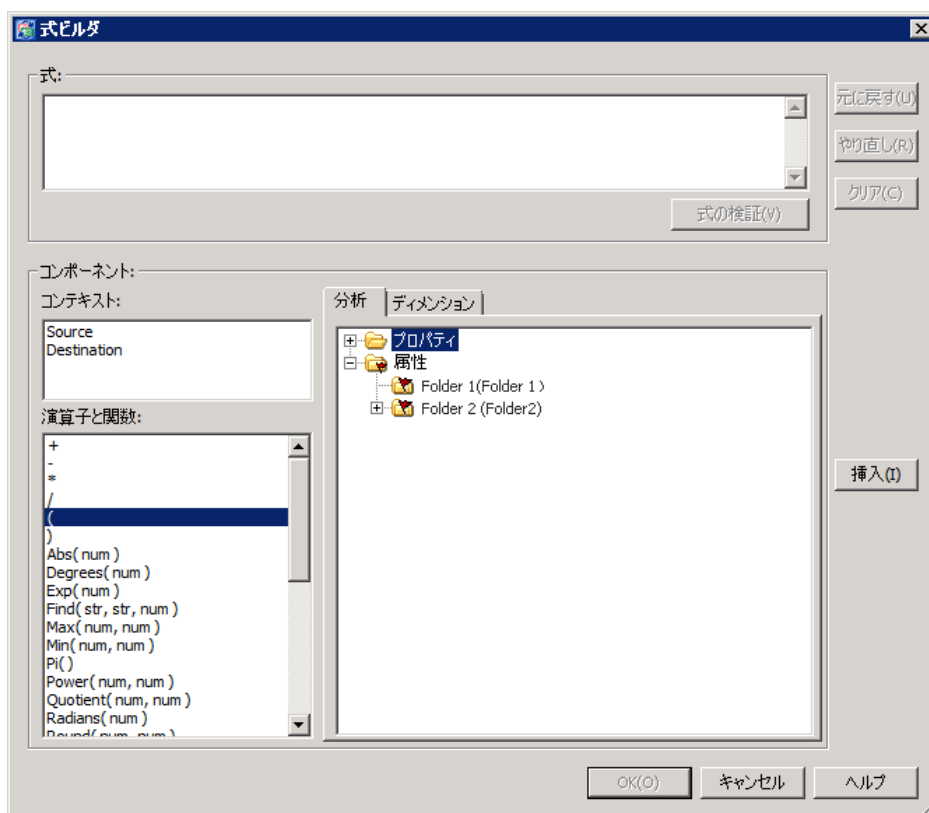 式ビルダ
式:
元に戻す(U)
やり直し(R)
クリア(C)
式の検証(V)
コンポーネント:
コンテキスト:
Source
Destination
演算子と関数:
+
-
*
/
(
)
Abs( num )
Degrees( num )
Exp( num )
Find( str, str, num )
Max( num, num )
Min( num, num )
Pi( )
Power( num, num )
Quotient( num, num )
Radians( num )
Round( num, num )
分析
ディメンション
プロパティ
属性
Folder 1(Folder 1 )
Folder 2 (Folder2)
挿入(I)
OK(O)
キャンセル
ヘルプ